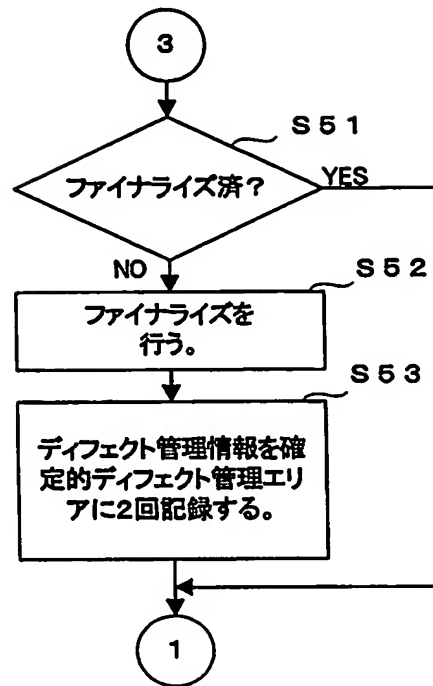 3
S51
ファイナライズ済?
YES
NO
S52
ファイナライズを
行う。
S53
ディフェクト管理情報を確
定的ディフェクト管理エリ
アに2回記録する。
1